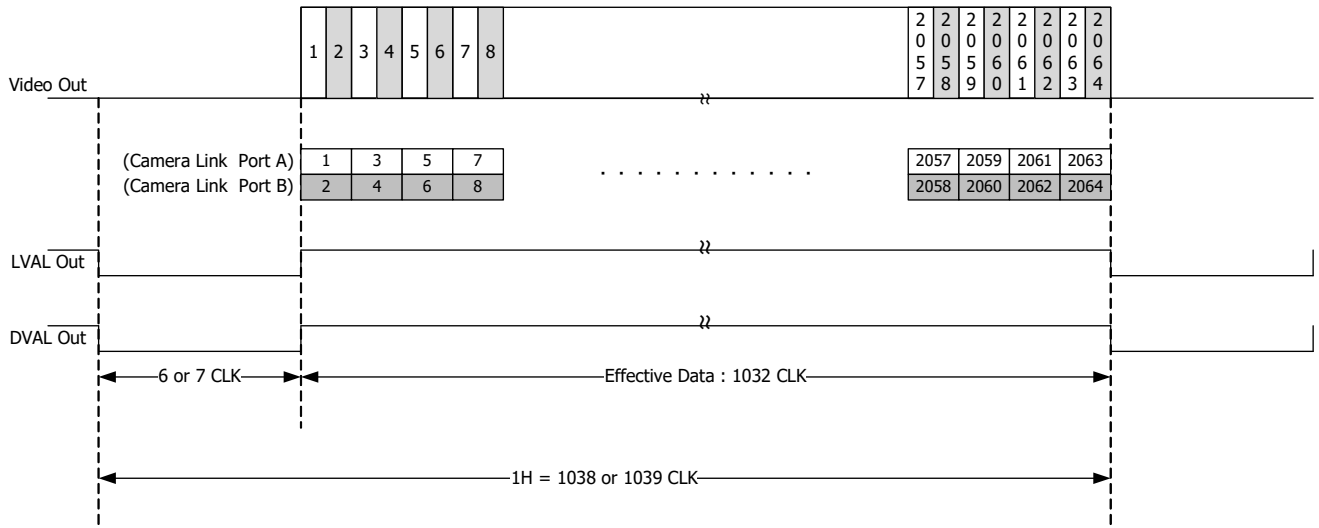 1 2 3 4 5 6 7 8 2057 2058 2059 2060 2061 2062 2063 2064
Video Out
(Camera Link Port A) 1 3 5 7 . . . . . . . . . . . . 2057 2059 2061 2063
(Camera Link Port B) 2 4 6 8 2058 2060 2062 2064
LVAL Out
DVAL Out
6 or 7 CLK Effective Data : 1032 CLK
1H = 1038 or 1039 CLK